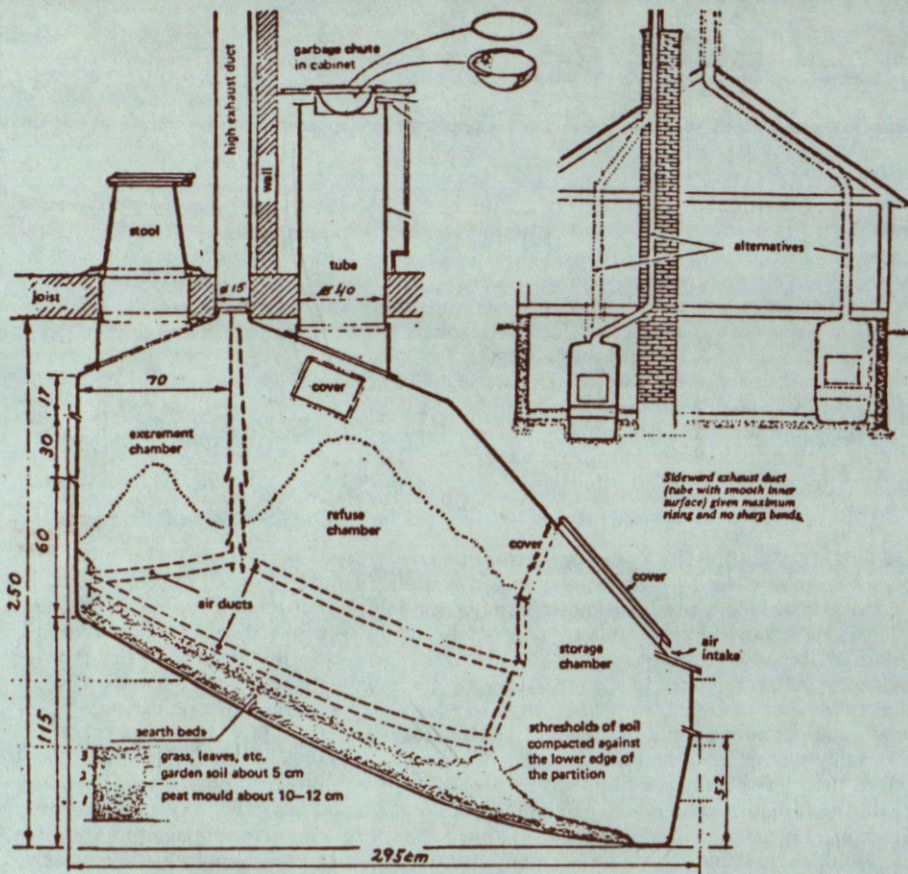 garbage chute
in cabinet
high exhaust duct
wall
stool
tube
joist
ø 15
ø 40
alternatives
70
cover
17
30
60
115
250
excrement
chamber
refuse
chamber
Sideward exhaust duct
(tube with smooth inner
surface) given maximum
rising and no sharp bends.
cover
cover
air ducts
air
intake
storage
chamber
earth beds
3 grass, leaves, etc.
2 garden soil about 5 cm
1 peat mould about 10–12 cm
thresholds of soil
compacted against
the lower edge of
the partition
52
295cm